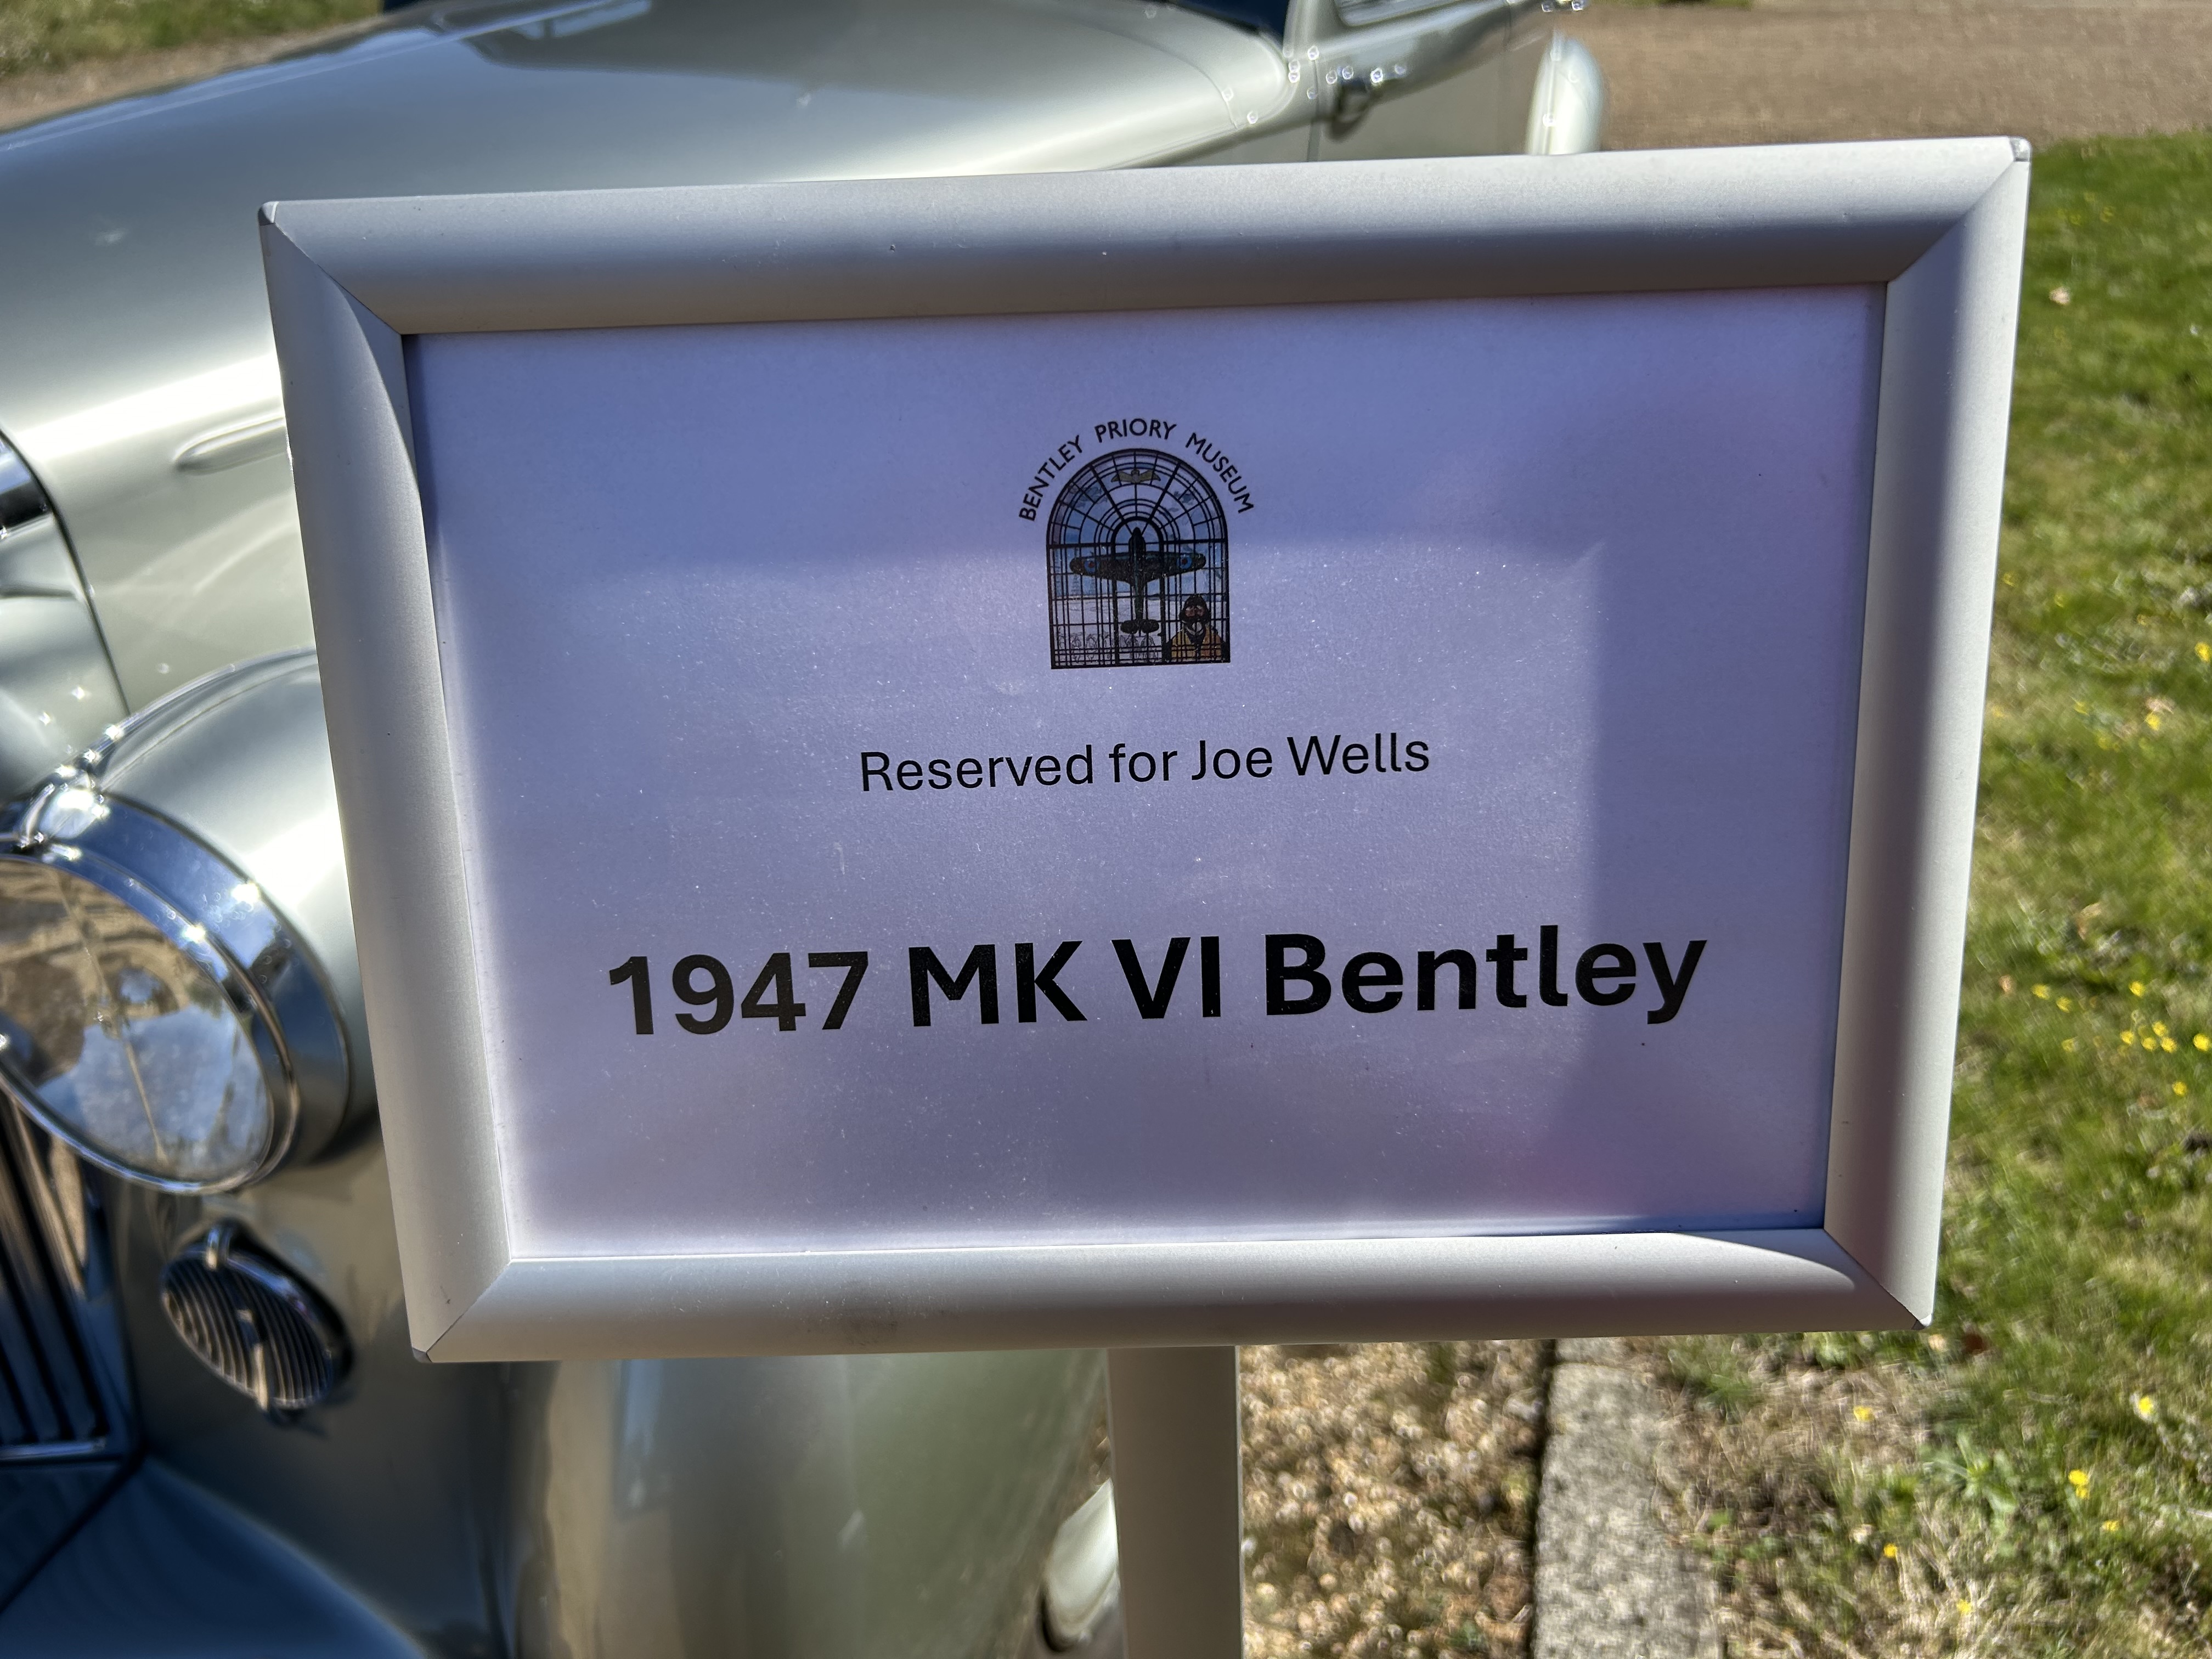 BENTLEY PRIORY MUSEUM
Reserved for Joe Wells
1947 MK VI Bentley